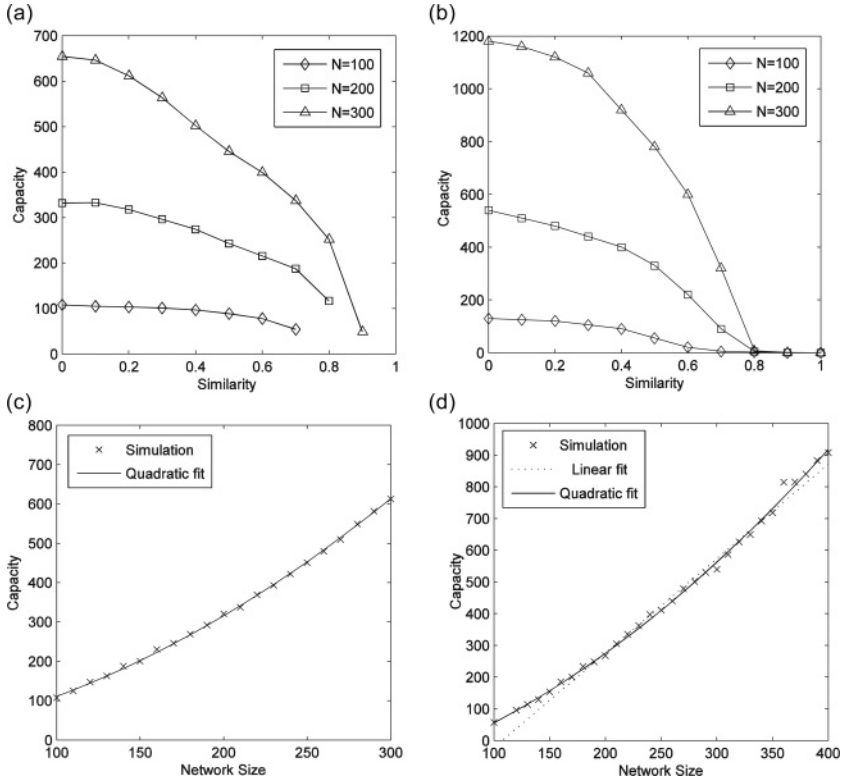 (a)
700
600
500
400
300
200
100
0
Capacity
0 0.2 0.4 0.6 0.8 1
Similarity
N=100
N=200
N=300
(b)
1200
1000
800
600
400
200
0
Capacity
0 0.2 0.4 0.6 0.8 1
Similarity
N=100
N=200
N=300
(c)
800
700
600
500
400
300
200
100
0
Capacity
100 150 200 250 300
Network Size
Simulation
Quadratic fit
(d)
1000
900
800
700
600
500
400
300
200
100
0
Capacity
100 150 200 250 300 350 400
Network Size
Simulation
Linear fit
Quadratic fit